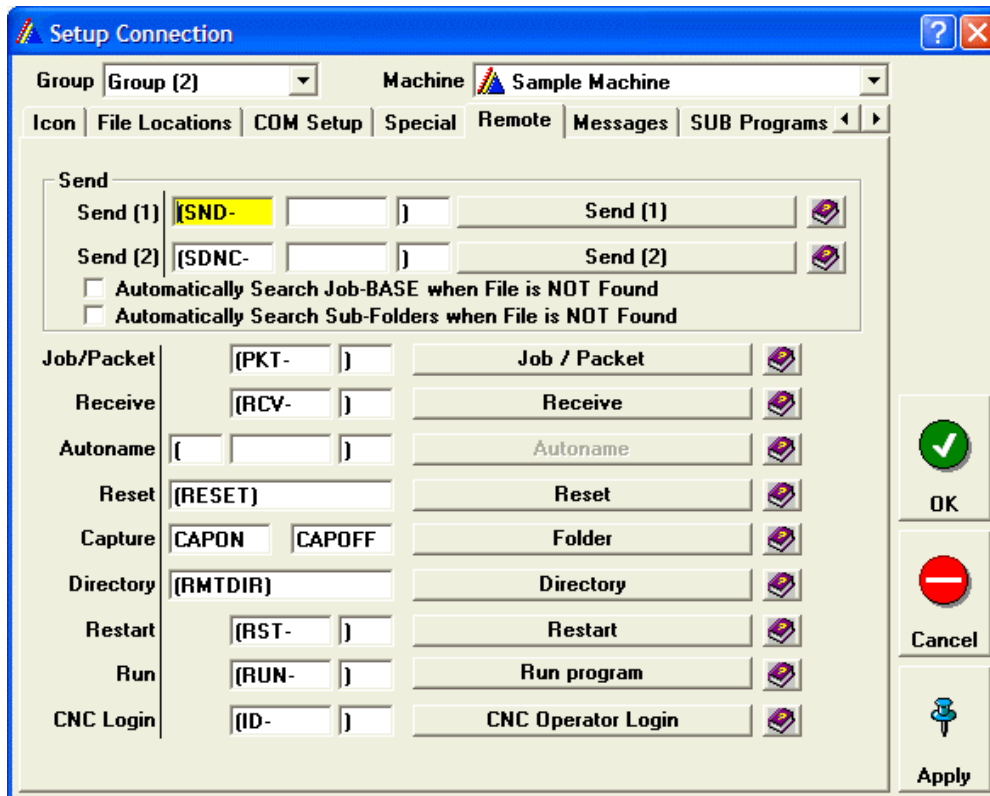 Setup Connection
Group Group (2) Machine Sample Machine
Icon File Locations COM Setup Special Remote Messages SUB Programs
Send
Send (1) (SND- ) Send (1)
Send (2) (SDNC- ) Send (2)
Automatically Search Job-BASE when File is NOT Found
Automatically Search Sub-Folders when File is NOT Found
Job/Packet (PKT- ) Job / Packet
Receive (RCV- ) Receive
Autoname ( ) Autoname
Reset (RESET) Reset
OK
Capture CAPON CAPOFF Folder
Directory (RMTDIR) Directory
Restart (RST- ) Restart
Cancel
Run (RUN- ) Run program
CNC Login (ID- ) CNC Operator Login
Apply